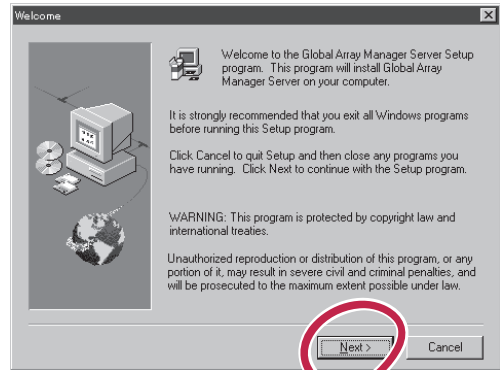 Welcome
Welcome to the Global Array Manager Server Setup
program. This program will install Global Array
Manager Server on your computer.
It is strongly recommended that you exit all Windows programs
before running this Setup program.
Click Cancel to quit Setup and then close any programs you
have running. Click Next to continue with the Setup program.
WARNING: This program is protected by copyright law and
international treaties.
Unauthorized reproduction or distribution of this program, or any
portion of it, may result in severe civil and criminal penalties, and
will be prosecuted to the maximum extent possible under law.
Next >
Cancel